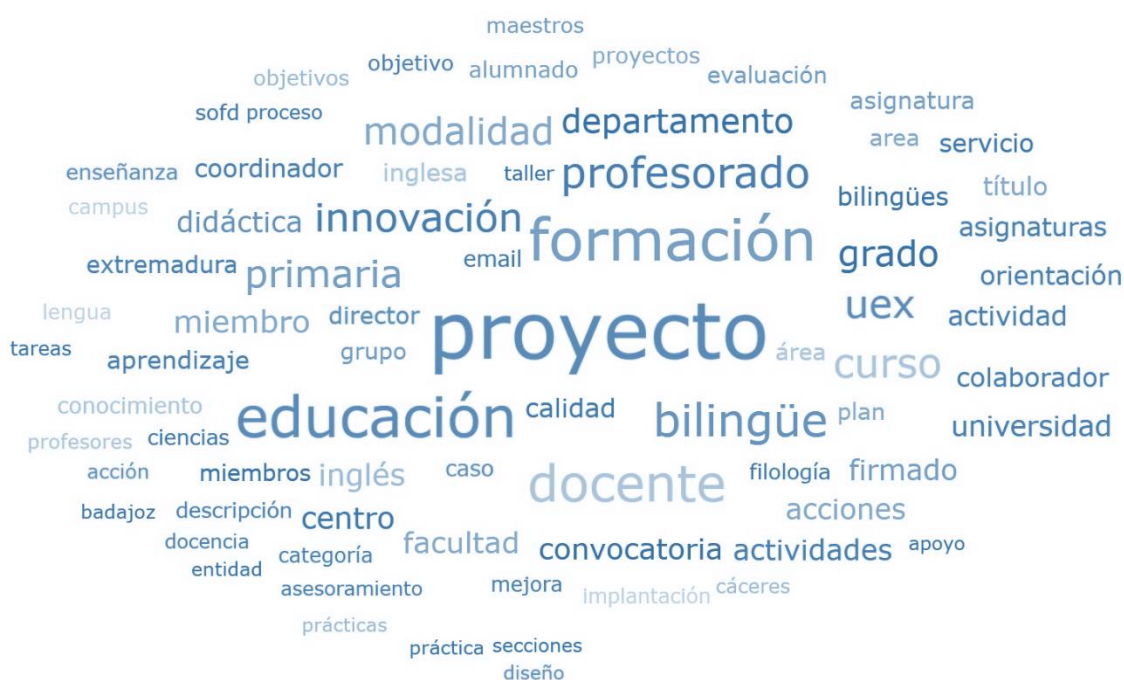 maestros
objetivos objetivo alumnado proyectos evaluación
sofd proceso modalidad departamento asignatura
area servicio
enseñanza coordinador inglesa taller profesorado bilingües título
campus didáctica innovación formación asignaturas
extremadura primaria email grado orientación
lengua miembro director proyecto uex actividad
tareas aprendizaje grupo área curso colaborador
conocimiento educación calidad bilingüe plan universidad
profesores ciencias
acción miembros inglés caso docente filología firmado
badajoz descripción centro acciones
docencia categoría facultad convocatoria actividades apoyo
entidad
asesoramiento mejora implantación cáceres
prácticas
práctica secciones
diseño